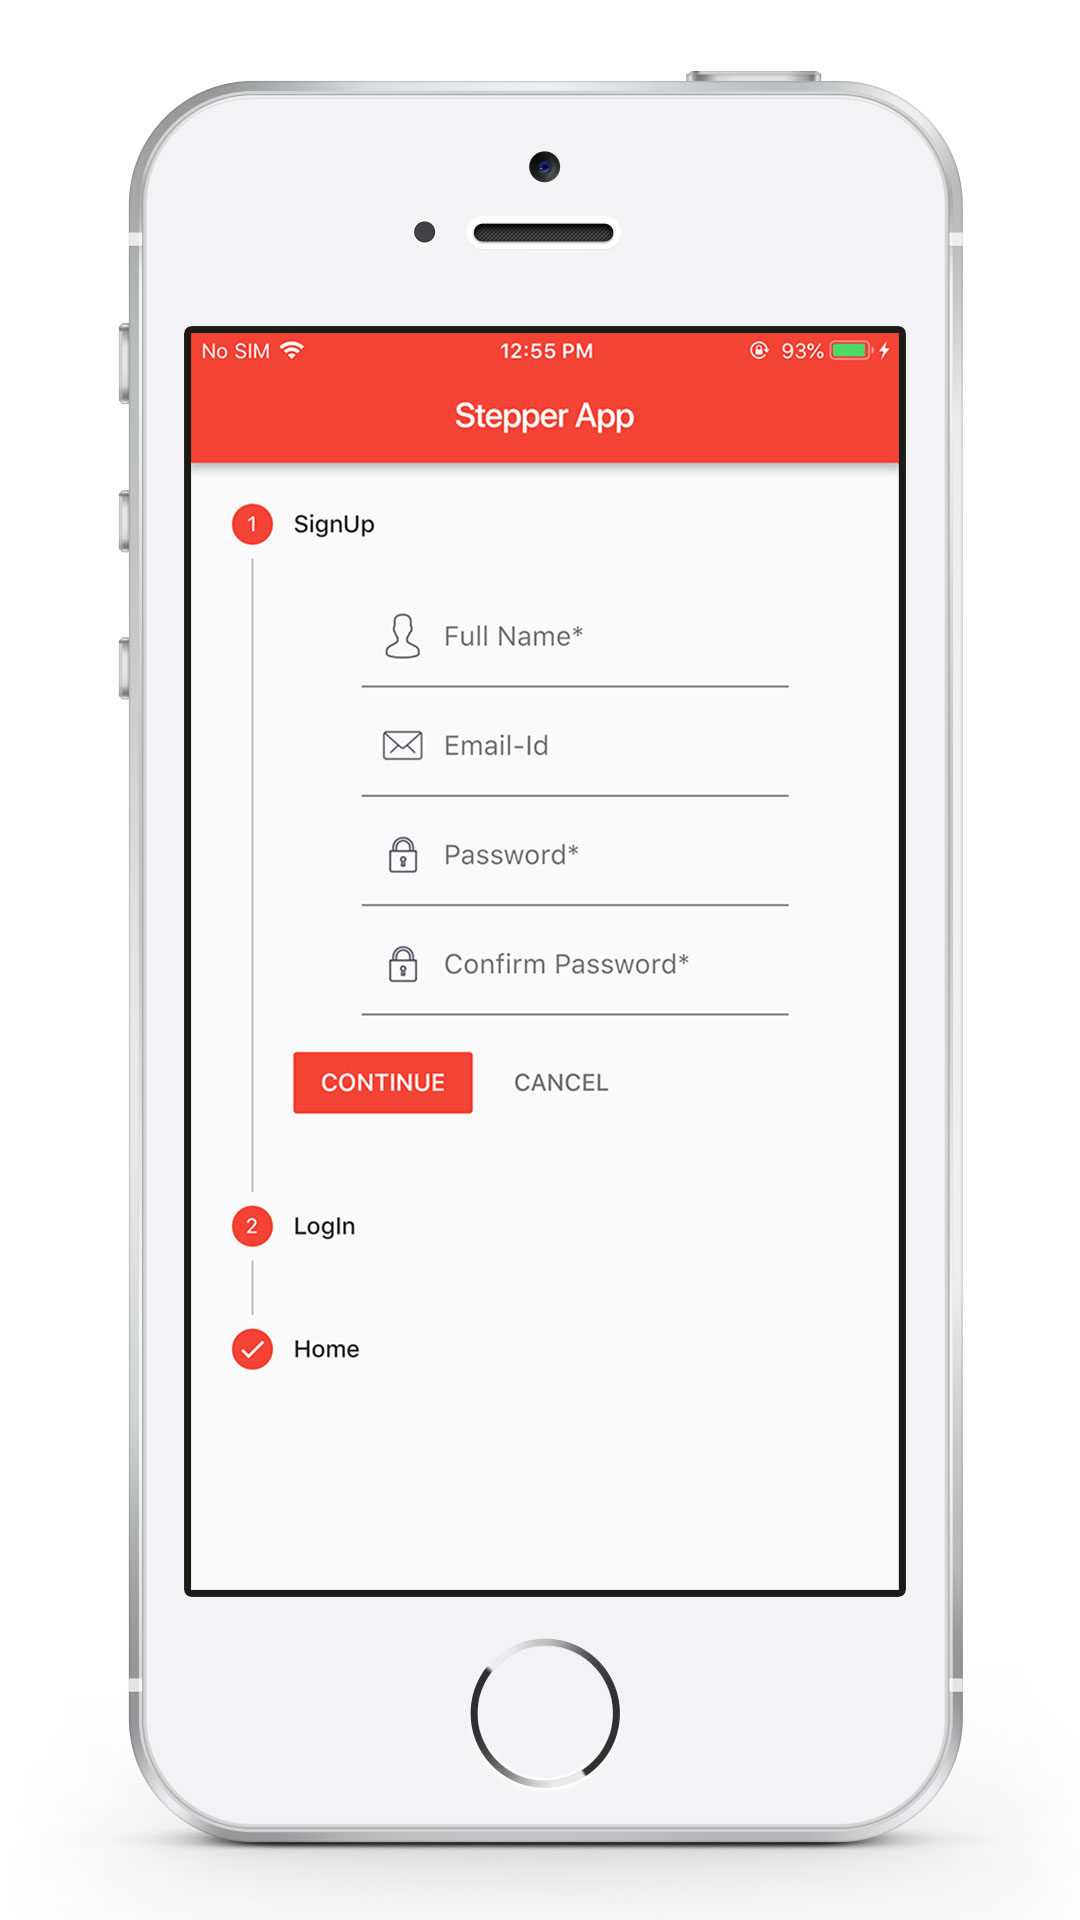 No SIM 12:55 PM 93%
Stepper App
1 SignUp
Full Name*
Email-Id
Password*
Confirm Password*
CONTINUE CANCEL
2 LogIn
Home